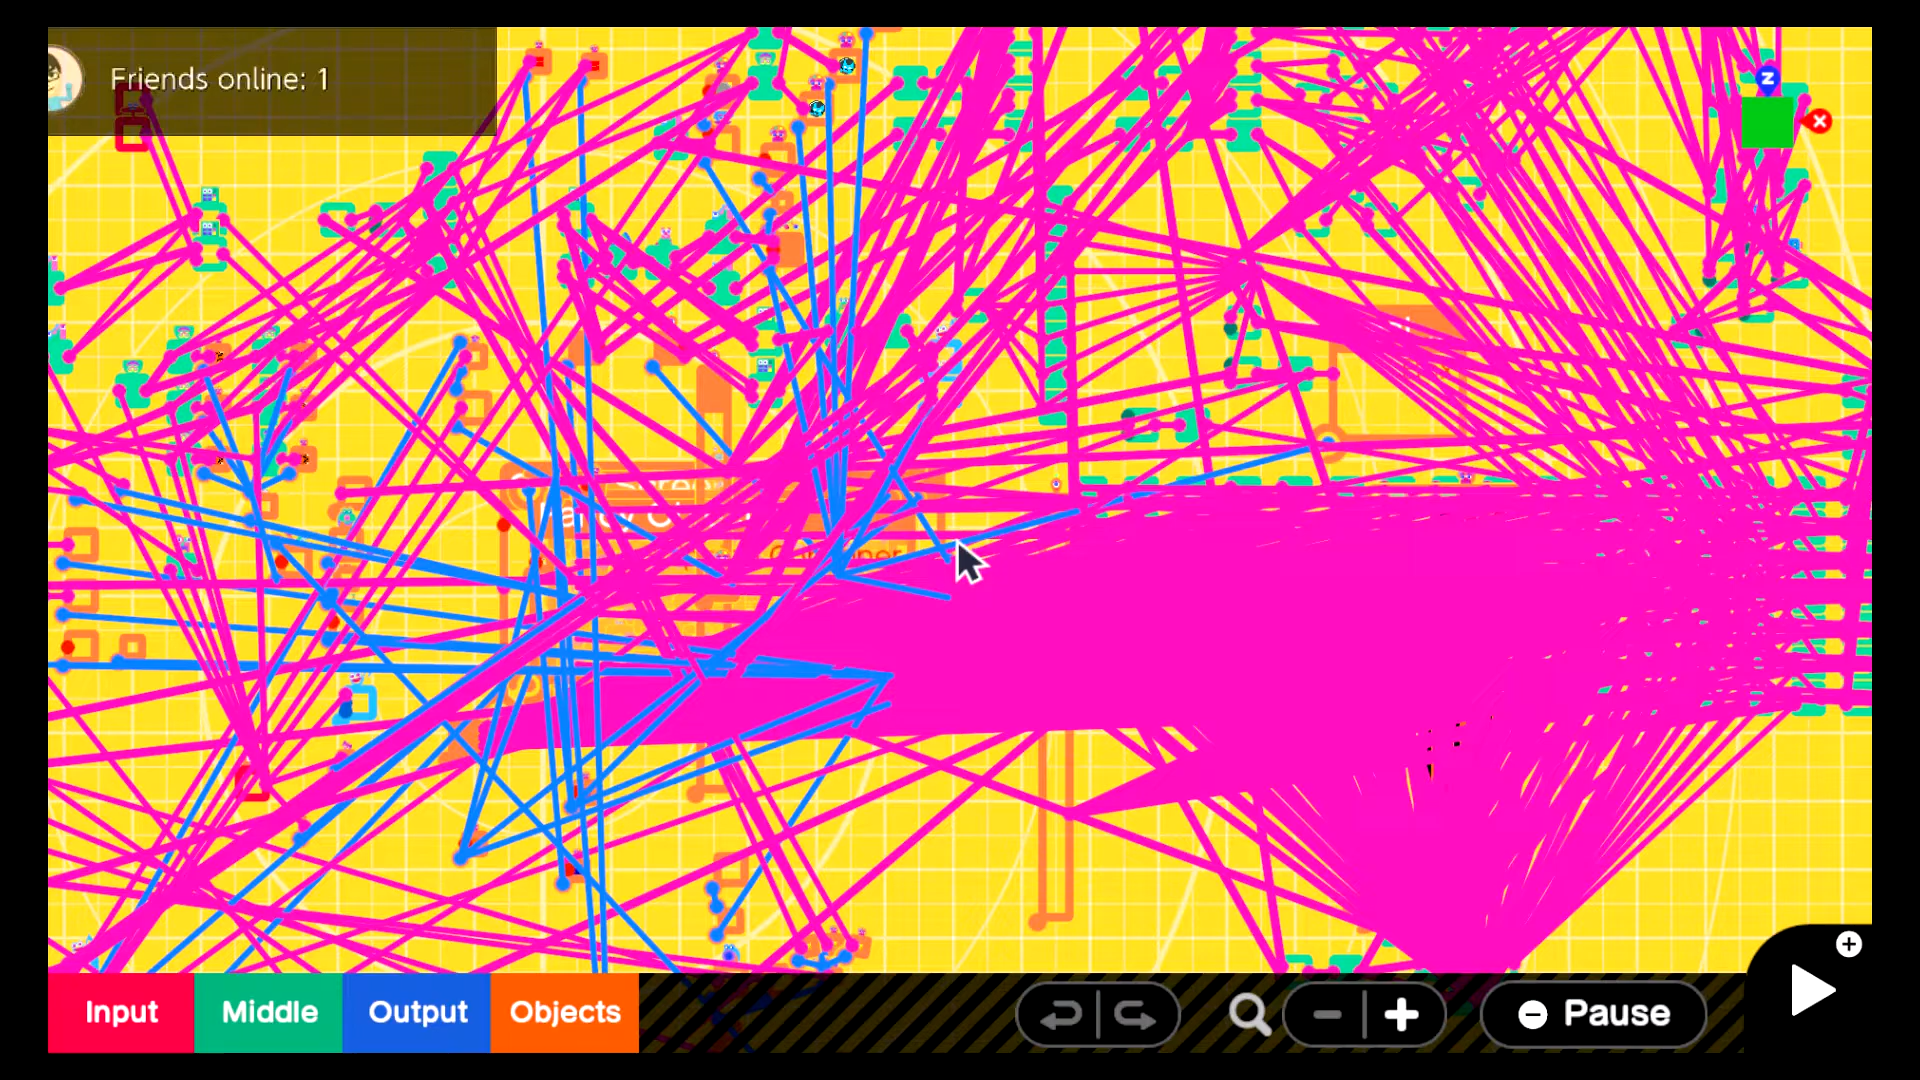 Friends online: 1
Z
X
Input
Middle
Output
Objects
Pause